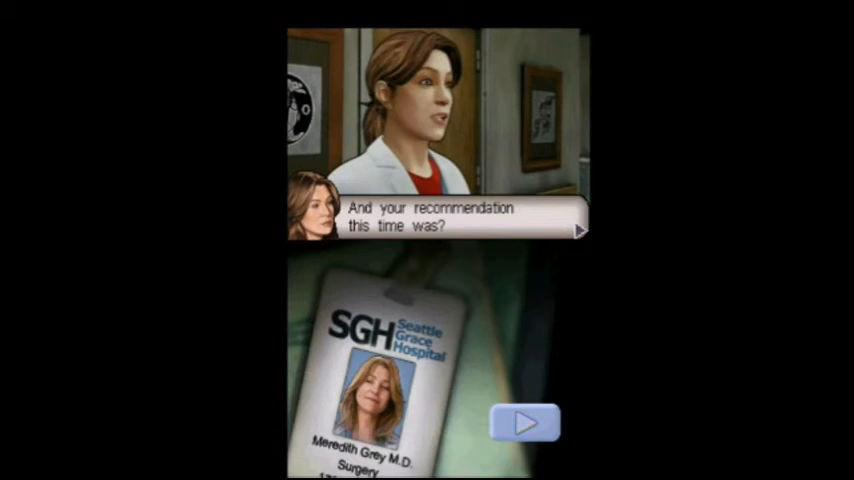 And your recommendation
this time was?
SGH Seattle
Grace
Hospital
Meredith Grey M.D.
Surgery